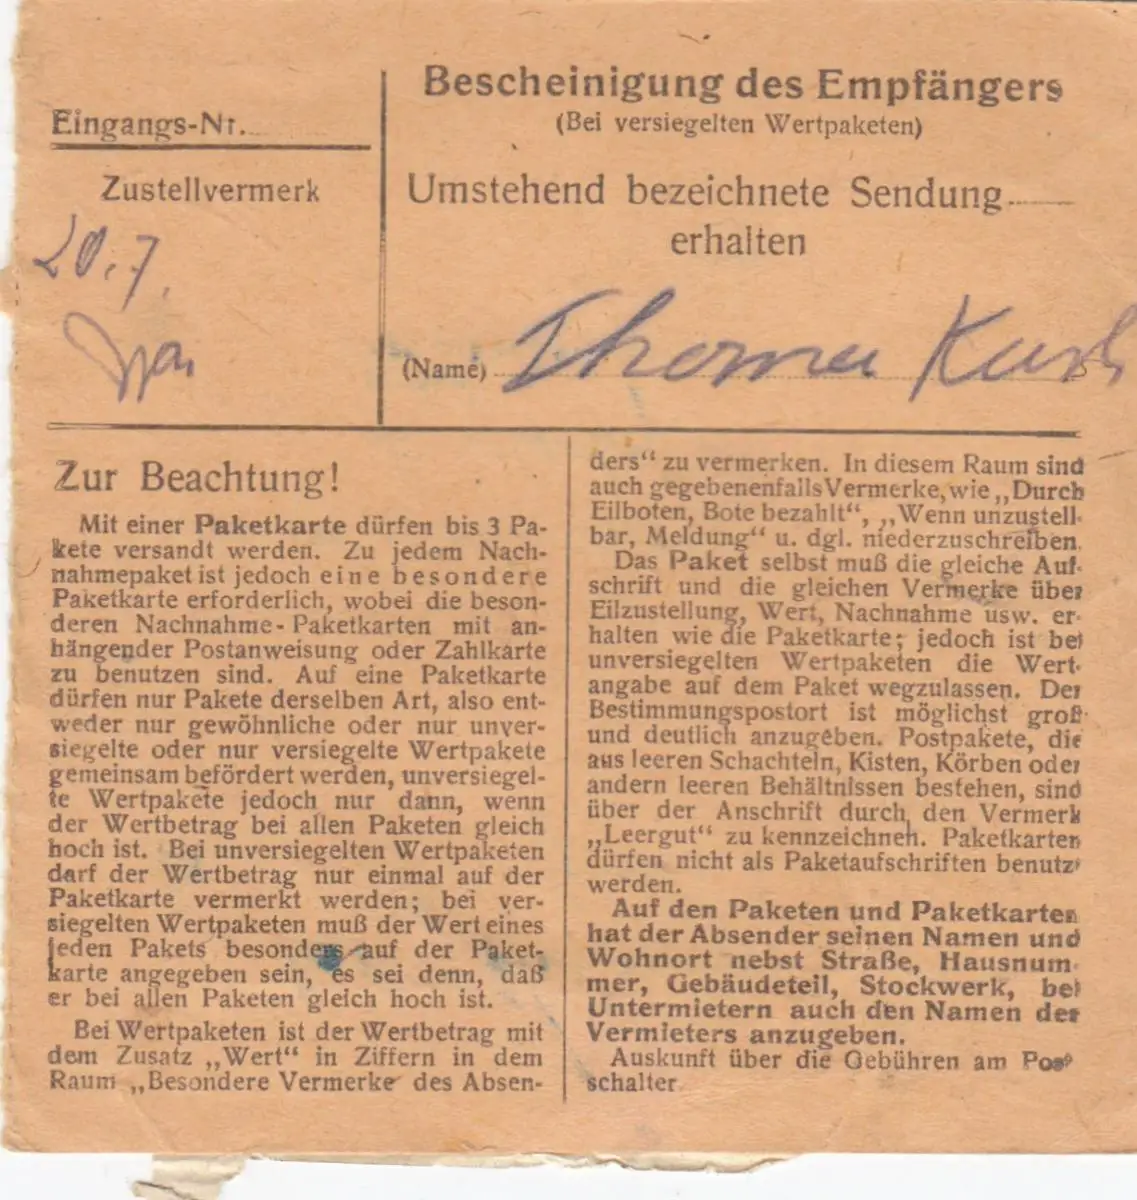 Eingangs-Nr.
Zustellvermerk
20.7.
Bescheinigung des Empfängers
(Bei versiegelten Wertpaketen)
Umstehend bezeichnete Sendung
erhalten
(Name) Thoma
Zur Beachtung!
Mit einer Paketkarte dürfen bis 3 Pa-
kete versandt werden. Zu jedem Nach-
nahmepaket ist jedoch eine besondere
Paketkarte erforderlich, wobei die beson-
deren Nachnahme-Paketkarten mit an-
hängender Postanweisung oder Zahlkarte
zu benutzen sind. Auf eine Paketkarte
dürfen nur Pakete derselben Art, also ent-
weder nur gewöhnliche oder nur unver-
siegelte oder nur versiegelte Wertpakete
gemeinsam befördert werden, unversiegel-
te Wertpakete jedoch nur dann, wenn
der Wertbetrag bei allen Paketen gleich
hoch ist. Bei unversiegelten Wertpaketen
darf der Wertbetrag nur einmal auf der
Paketkarte vermerkt werden; bei ver-
siegelten Wertpaketen muß der Wert eines
jeden Pakets besonders auf der Paket-
karte angegeben sein, es sei denn, daß
er bei allen Paketen gleich hoch ist.
Bei Wertpaketen ist der Wertbetrag mit
dem Zusatz „Wert“ in Ziffern in dem
Raum „Besondere Vermerke des Absen-
ders“ zu vermerken. In diesem Raum sind
auch gegebenenfalls Vermerke, wie „Durch
Eilboten, Bote bezahlt“, „Wenn unzustell-
bar, Meldung“ u. dgl. niederzuschreiben.
Das Paket selbst muß die gleiche Auf-
schrift und die gleichen Vermerke über
Eilzustellung, Wert, Nachnahme usw. er-
halten wie die Paketkarte; jedoch ist bei
unversiegelten Wertpaketen die Wert-
angabe auf dem Paket wegzulassen. Der
Bestimmungspostort ist möglichst groß
und deutlich anzugeben. Postpakete, die
aus leeren Schachteln, Kisten, Körben oder
andern leeren Behältnissen bestehen, sind
über der Anschrift durch den Vermerk
„Leergut“ zu kennzeichnen. Paketkarten
dürfen nicht als Paketaufschriften benutzt
werden.
Auf den Paketen und Paketkarten
hat der Absender seinen Namen und
Wohnort nebst Straße, Hausnum-
mer, Gebäudeteil, Stockwerk, bei
Untermietern auch den Namen des
Vermieters anzugeben.
Auskunft über die Gebühren am Post
schalter